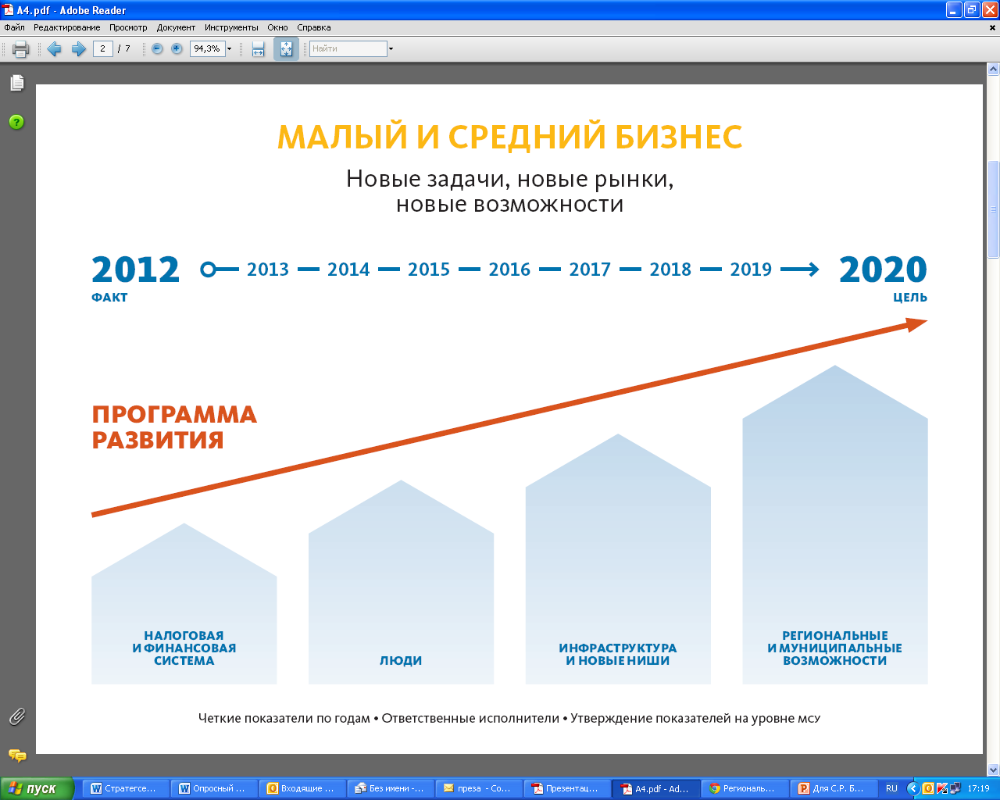 A4.pdf - Adobe Reader
Файл Редактирование Просмотр Документ Инструменты Окно Справка
2 / 7 94,3% Найти
МАЛЫЙ И СРЕДНИЙ БИЗНЕС
Новые задачи, новые рынки,
новые возможности
2012 2013 2014 2015 2016 2017 2018 2019 2020
ФАКТ ЦЕЛЬ
ПРОГРАММА
РАЗВИТИЯ
НАЛОГОВАЯ
И ФИНАНСОВАЯ
СИСТЕМА
ЛЮДИ
ИНФРАСТРУКТУРА
И НОВЫЕ НИШИ
РЕГИОНАЛЬНЫЕ
И МУНИЦИПАЛЬНЫЕ
ВОЗМОЖНОСТИ
Четкие показатели по годам • Ответственные исполнители • Утверждение показателей на уровне МСУ
пуск Стратегсе... Опросный ... Входящие ... Без имени -... преза - Со... Презентац... A4.pdf - Ad... Региональ... Для С.Р. Б... RU 17:19